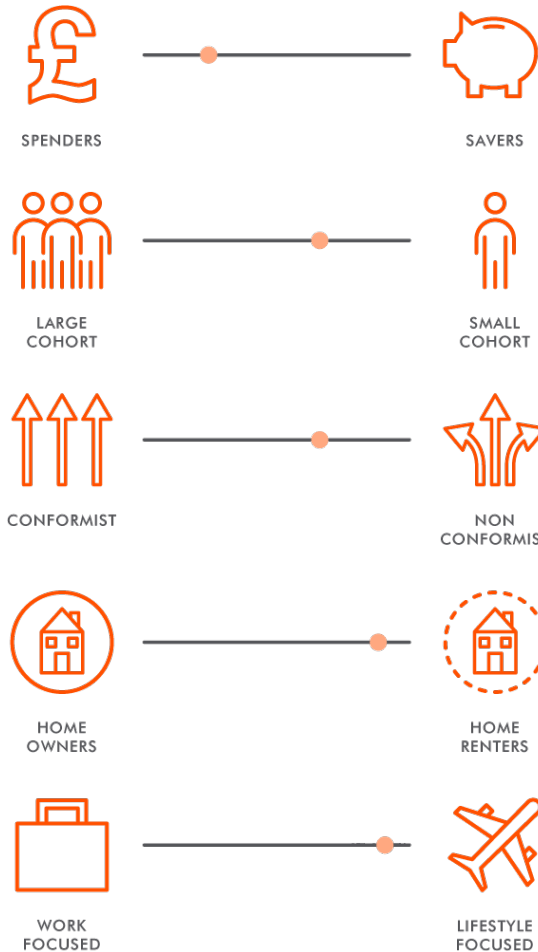 £
SPENDERS
SAVERS
LARGE
COHORT
SMALL
COHORT
CONFORMIST
NON
CONFORMIS
HOME
OWNERS
HOME
RENTERS
WORK
FOCUSED
LIFESTYLE
FOCUSED